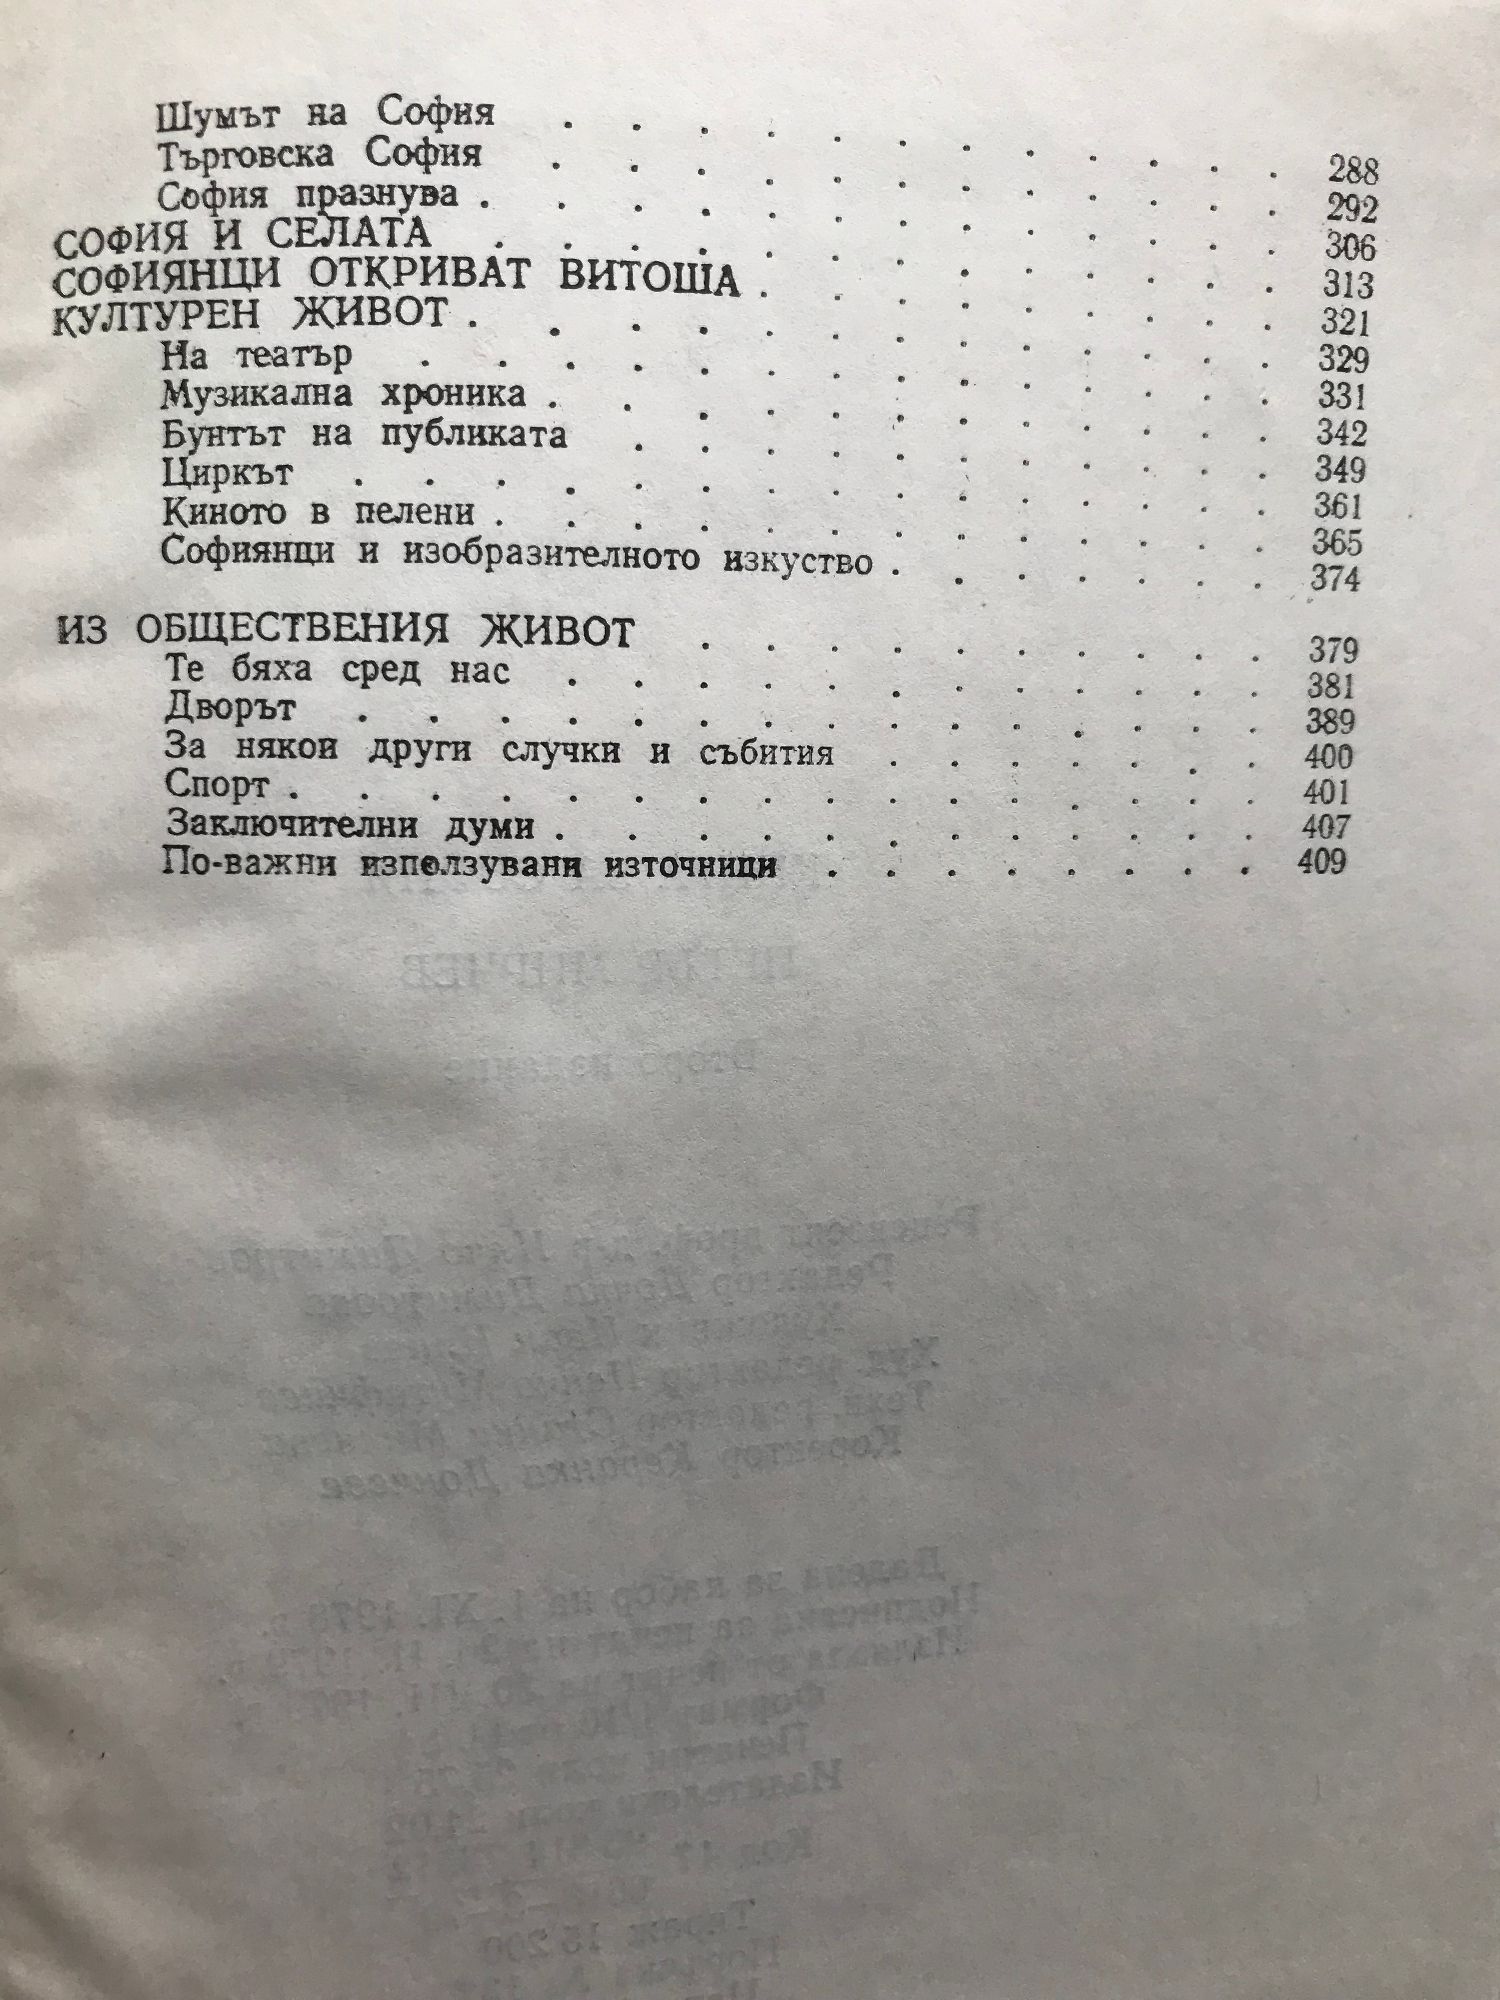 Шумът на София . . . . . . . . . . . . 288
Търговска София . . . . . . . . . . . . 292
София празнува . . . . . . . . . . . . 306
СОФИЯ И СЕЛАТА . . . . . . . . . . . . 313
СОФИЯНЦИ ОТКРИВАТ ВИТОША . . . . . . . . . 321
КУЛТУРЕН ЖИВОТ . . . . . . . . . . . . 329
На театър . . . . . . . . . . . . . 331
Музикална хроника . . . . . . . . . . . 342
Бунтът на публиката . . . . . . . . . . 349
Циркът . . . . . . . . . . . . . . 361
Киното в пелени . . . . . . . . . . . . 365
Софиянци и изобразителното изкуство . . . . . . . 374
ИЗ ОБЩЕСТВЕНИЯ ЖИВОТ . . . . . . . . . . 379
Те бяха сред нас . . . . . . . . . . . 381
Дворът . . . . . . . . . . . . . . 389
За някои други случки и събития . . . . . . . 400
Спорт . . . . . . . . . . . . . . . 401
Заключителни думи . . . . . . . . . . . 407
По-важни използувани източници . . . . . . . . 409